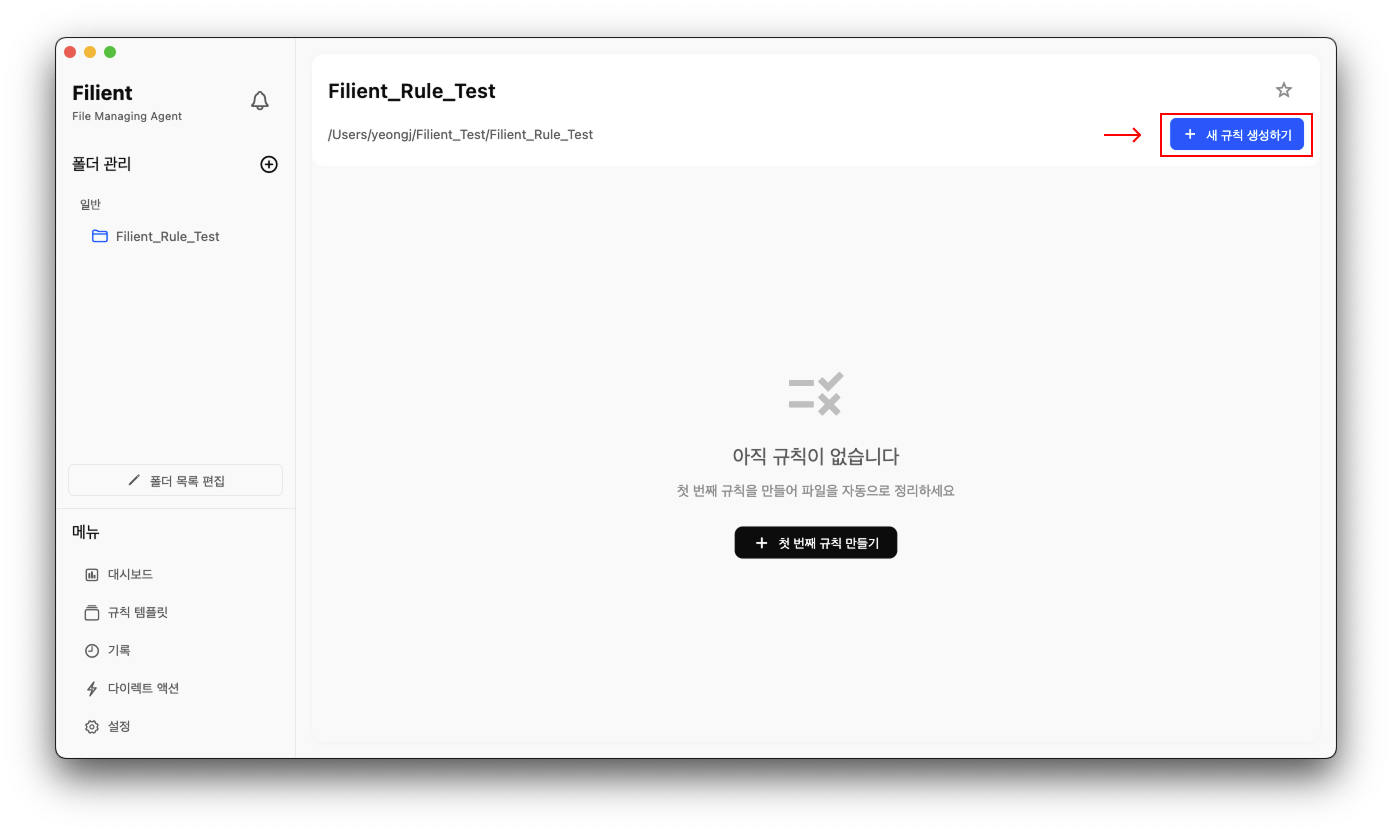 Filient
File Managing Agent
폴더 관리
일반
Filient_Rule_Test
폴더 목록 편집
메뉴
대시보드
규칙 템플릿
기록
다이렉트 액션
설정
Filient_Rule_Test
/Users/yeongj/Filient_Test/Filient_Rule_Test
새 규칙 생성하기
아직 규칙이 없습니다
첫 번째 규칙을 만들어 파일을 자동으로 정리하세요
첫 번째 규칙 만들기